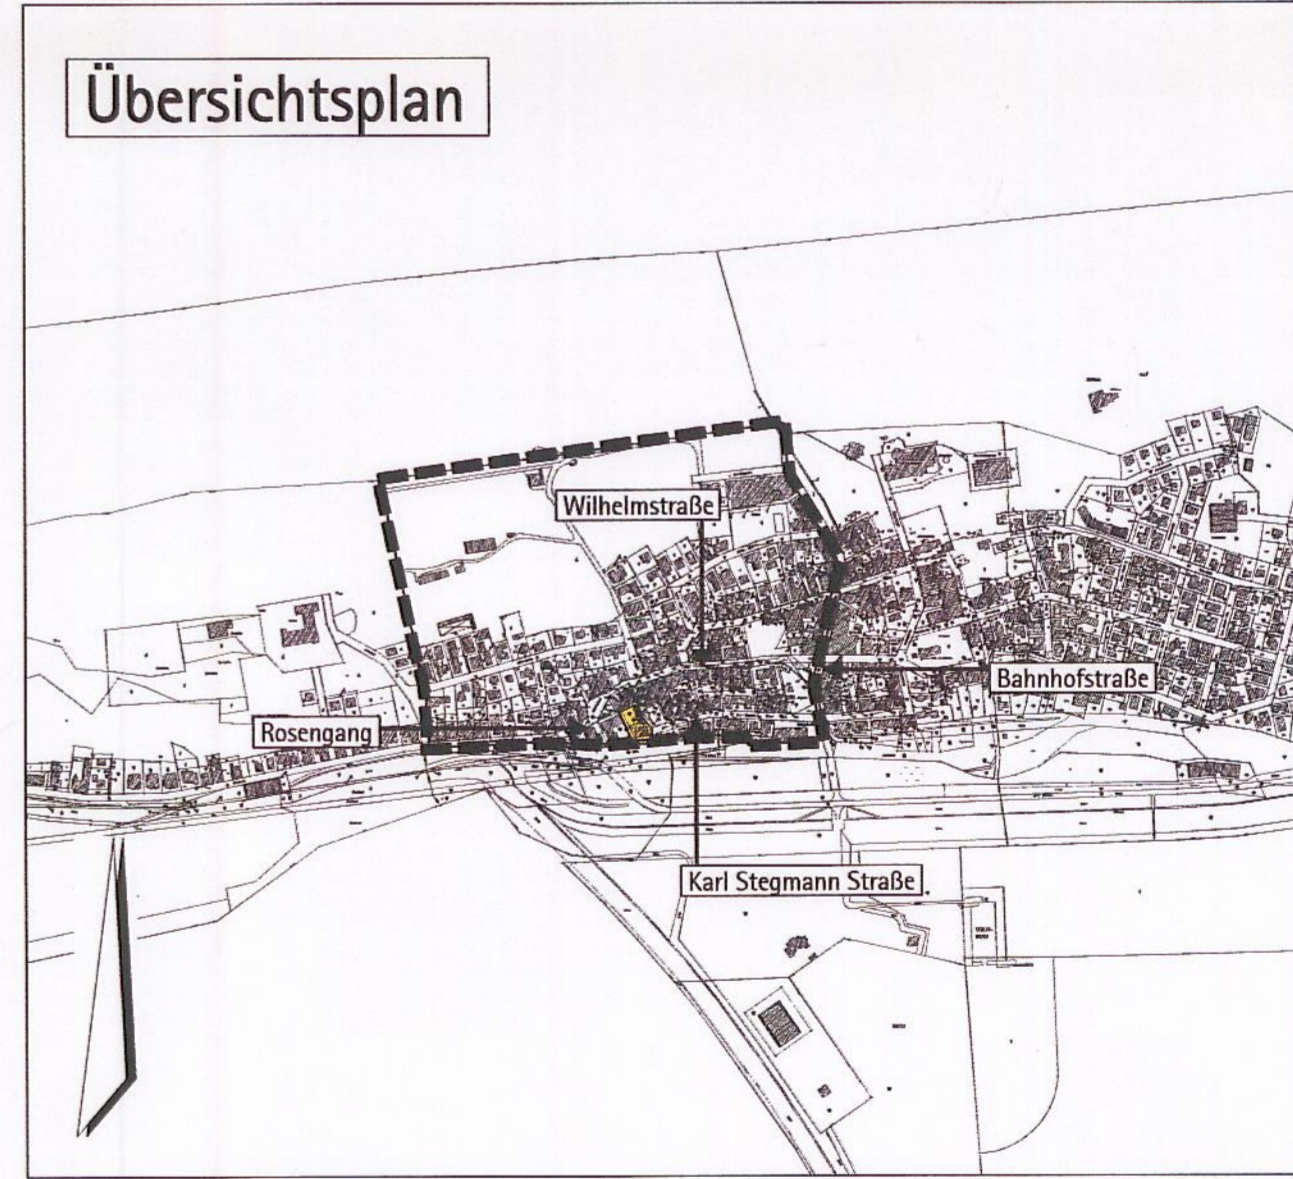 Übersichtsplan
Wilhelmstraße
Bahnhofstraße
Rosengang
Karl Stegmann Straße